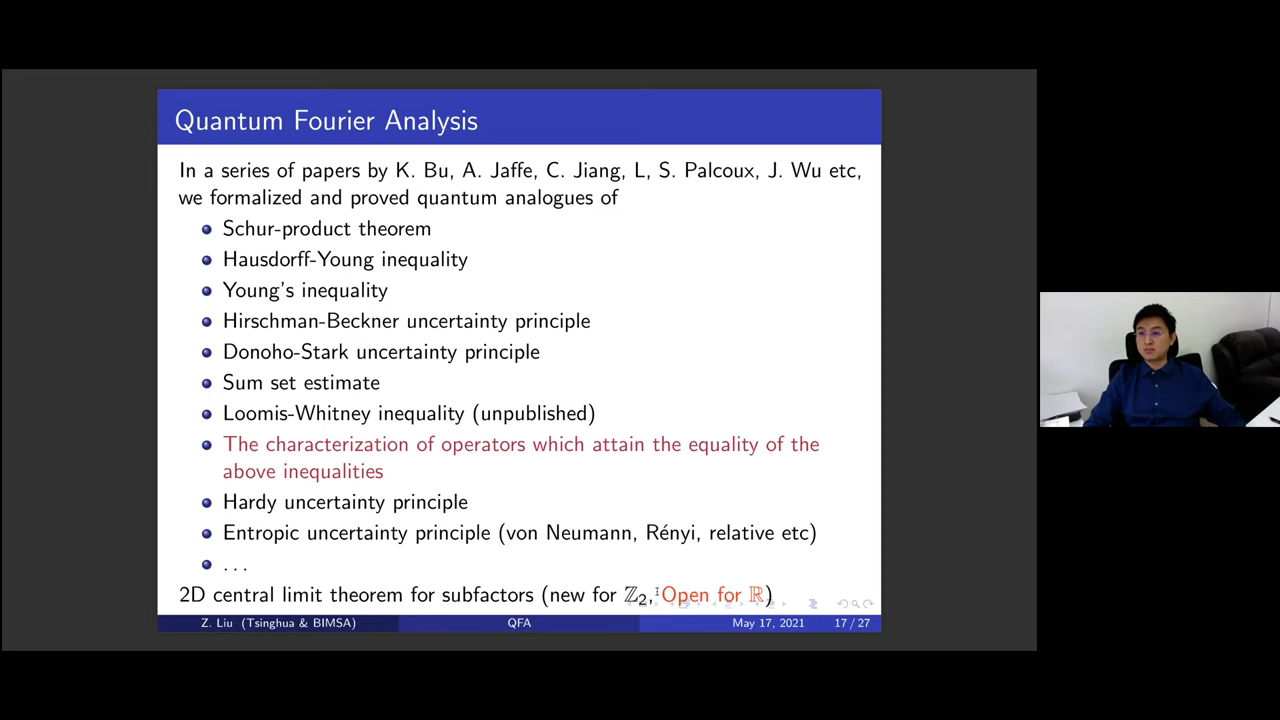 Quantum Fourier Analysis
In a series of papers by K. Bu, A. Jaffe, C. Jiang, L, S. Palcoux, J. Wu etc,
we formalized and proved quantum analogues of
Schur-product theorem
Hausdorff-Young inequality
Young's inequality
Hirschman-Beckner uncertainty principle
Donoho-Stark uncertainty principle
Sum set estimate
Loomis-Whitney inequality (unpublished)
The characterization of operators which attain the equality of the
above inequalities
Hardy uncertainty principle
Entropic uncertainty principle (von Neumann, Rényi, relative etc)
...
2D central limit theorem for subfactors (new for ℤ₂, Open for ℝ)
Z. Liu (Tsinghua & BIMSA) QFA May 17, 2021 17 / 27